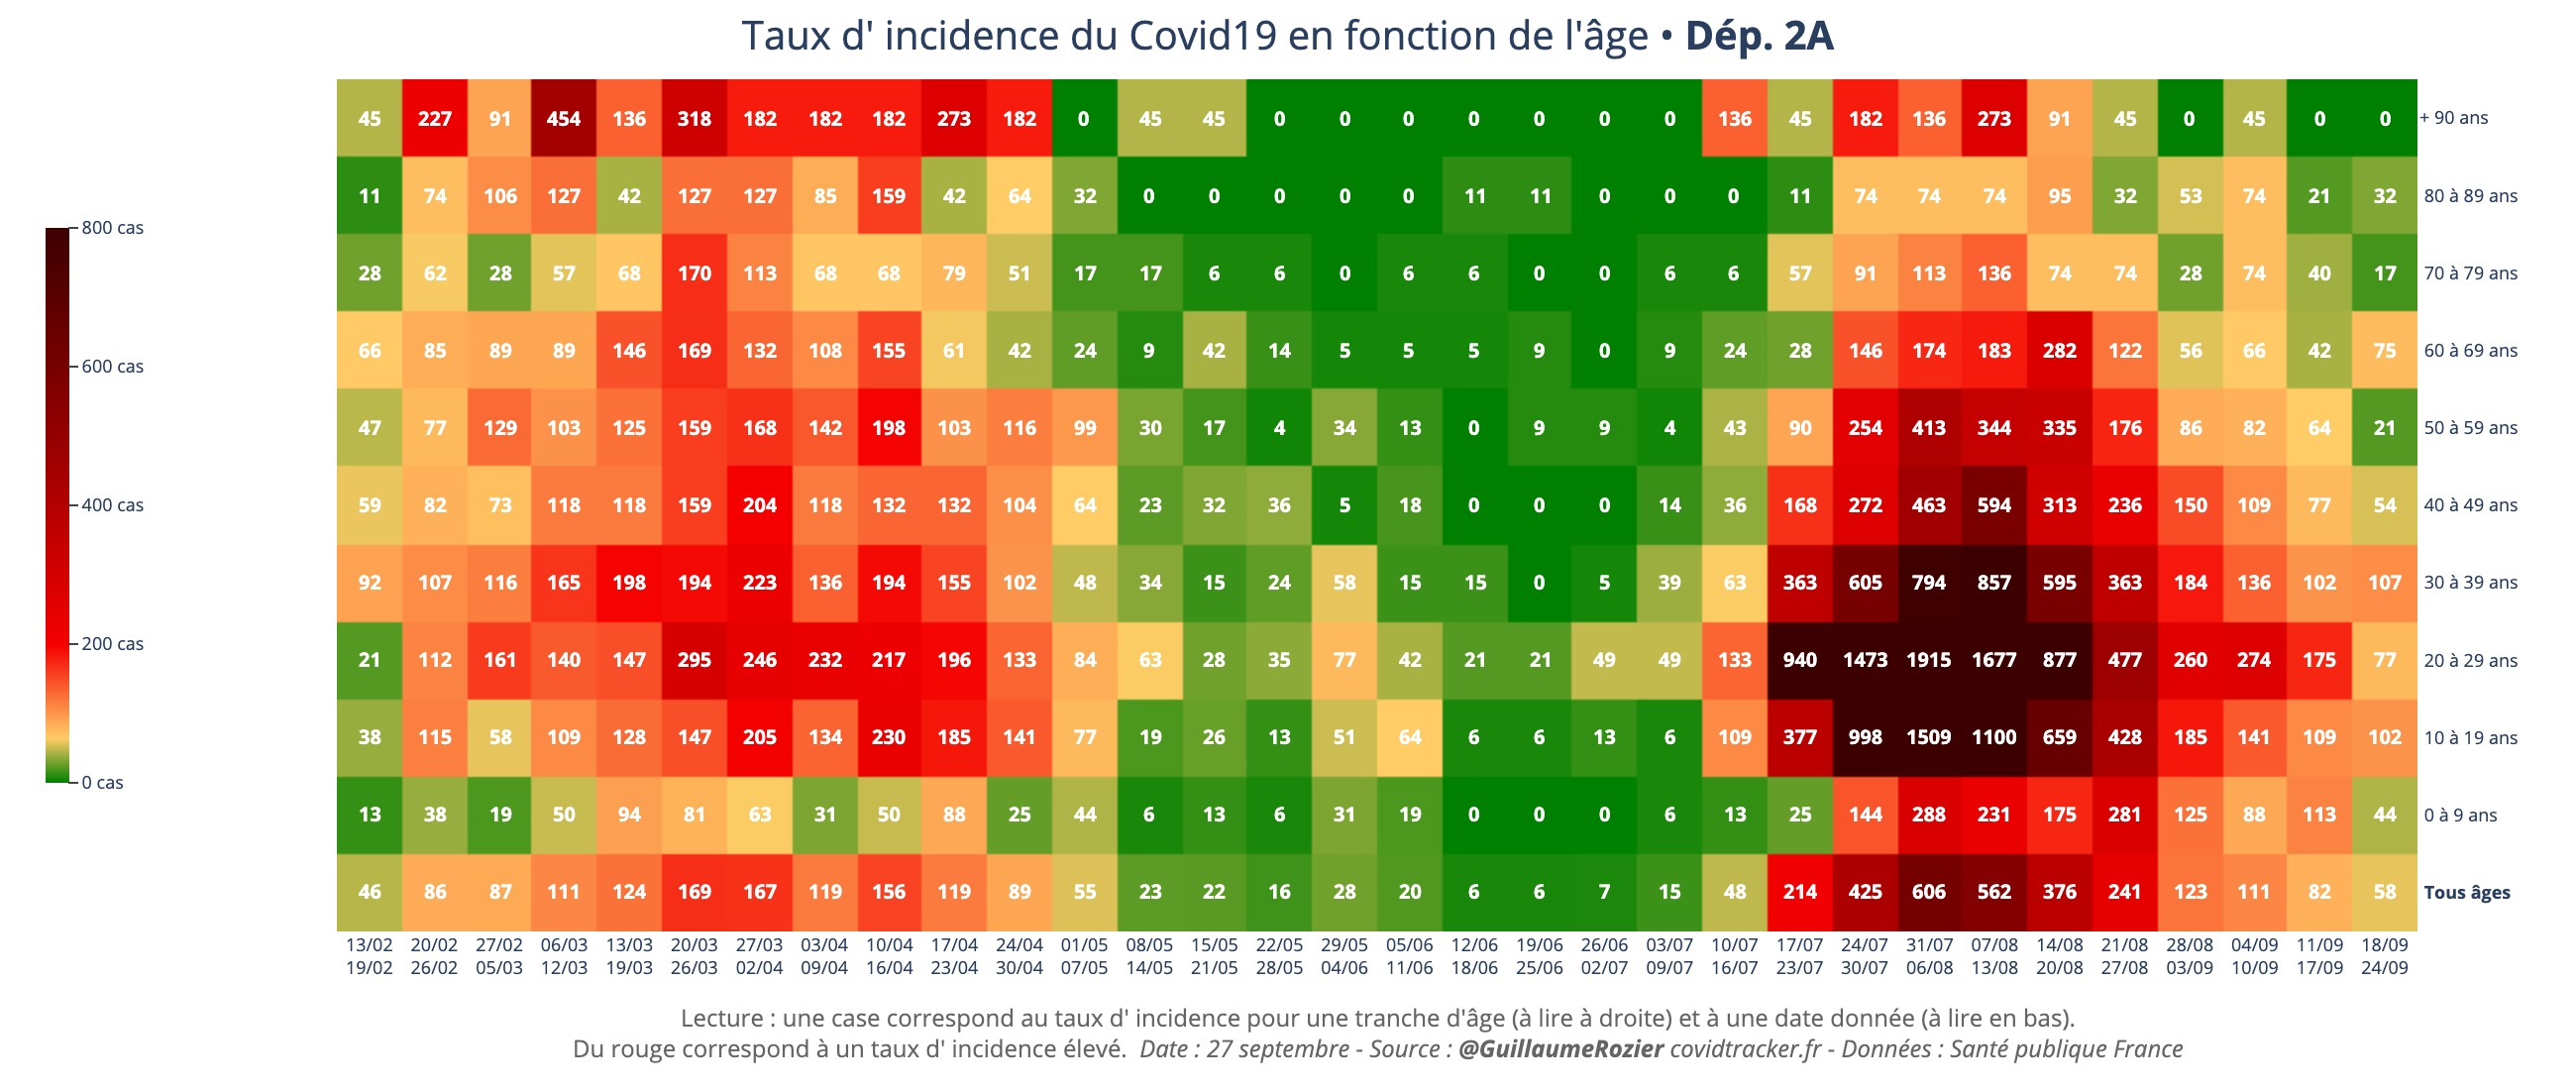 Taux d' incidence du Covid19 en fonction de l'âge • Dép. 2A
800 cas
600 cas
400 cas
200 cas
0 cas
45 227 91 454 136 318 182 182 182 273 182 0 45 45 0 0 0 0 0 0 0 136 45 182 136 273 91 45 0 45 0 0 + 90 ans
11 74 106 127 42 127 127 85 159 42 64 32 0 0 0 0 0 11 11 0 0 0 11 74 74 74 95 32 53 74 21 32 80 à 89 ans
28 62 28 57 68 170 113 68 68 79 51 17 17 6 6 0 6 6 0 0 6 6 57 91 113 136 74 74 28 74 40 17 70 à 79 ans
66 85 89 89 146 169 132 108 155 61 42 24 9 42 14 5 5 5 9 0 9 24 28 146 174 183 282 122 56 66 42 75 60 à 69 ans
47 77 129 103 125 159 168 142 198 103 116 99 30 17 4 34 13 0 9 9 4 43 90 254 413 344 335 176 86 82 64 21 50 à 59 ans
59 82 73 118 118 159 204 118 132 132 104 64 23 32 36 5 18 0 0 0 14 36 168 272 463 594 313 236 150 109 77 54 40 à 49 ans
92 107 116 165 198 194 223 136 194 155 102 48 34 15 24 58 15 15 0 5 39 63 363 605 794 857 595 363 184 136 102 107 30 à 39 ans
21 112 161 140 147 295 246 232 217 196 133 84 63 28 35 77 42 21 21 49 49 133 940 1473 1915 1677 877 477 260 274 175 77 20 à 29 ans
38 115 58 109 128 147 205 134 230 185 141 77 19 26 13 51 64 6 6 13 6 109 377 998 1509 1100 659 428 185 141 109 102 10 à 19 ans
13 38 19 50 94 81 63 31 50 88 25 44 6 13 6 31 19 0 0 0 6 13 25 144 288 231 175 281 125 88 113 44 0 à 9 ans
46 86 87 111 124 169 167 119 156 119 89 55 23 22 16 28 20 6 6 7 15 48 214 425 606 562 376 241 123 111 82 58 Tous âges
13/02 20/02 27/02 06/03 13/03 20/03 27/03 03/04 10/04 17/04 24/04 01/05 08/05 15/05 22/05 29/05 05/06 12/06 19/06 26/06 03/07 10/07 17/07 24/07 31/07 07/08 14/08 21/08 28/08 04/09 11/09 18/09
19/02 26/02 05/03 12/03 19/03 26/03 02/04 09/04 16/04 23/04 30/04 07/05 14/05 21/05 28/05 04/06 11/06 18/06 25/06 02/07 09/07 16/07 23/07 30/07 06/08 13/08 20/08 27/08 03/09 10/09 17/09 24/09
Lecture : une case correspond au taux d' incidence pour une tranche d'âge (à lire à droite) et à une date donnée (à lire en bas).
Du rouge correspond à un taux d' incidence élevé. Date : 27 septembre - Source : @GuillaumeRozier covidtracker.fr - Données : Santé publique France